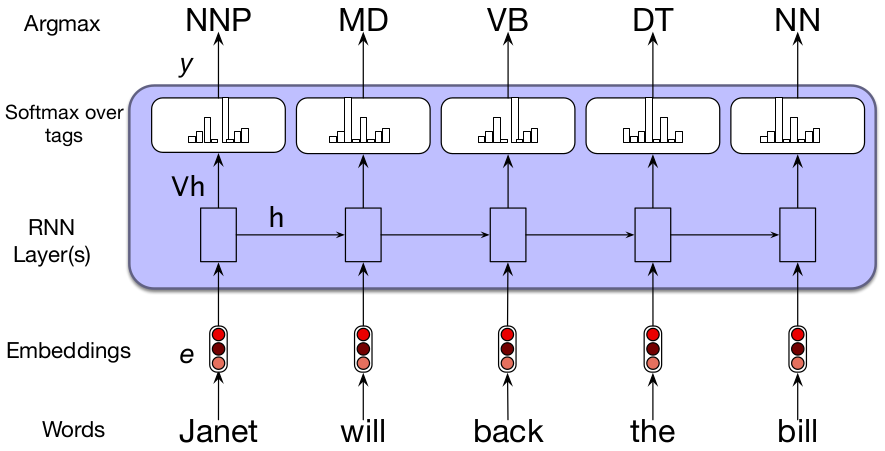 Argmax NNP MD VB DT NN
y
Softmax over
tags
Vh
h
RNN
Layer(s)
Embeddings e
Words Janet will back the bill